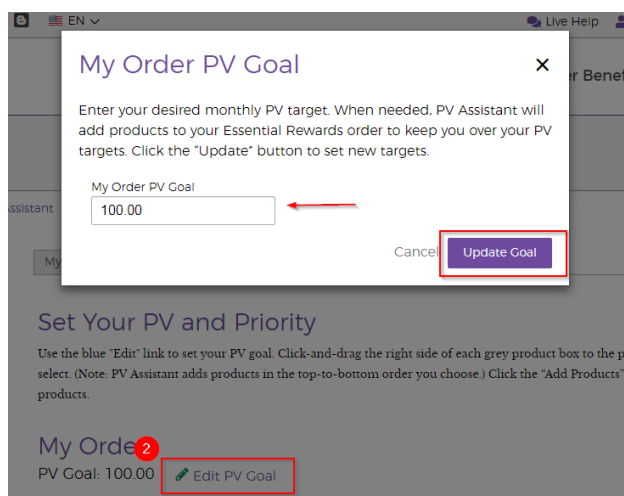 EN
Live Help
My Order PV Goal
er Benef
Enter your desired monthly PV target. When needed, PV Assistant will
add products to your Essential Rewards order to keep you over your PV
targets. Click the "Update" button to set new targets.
My Order PV Goal
100.00
Assistant
Cancel
Update Goal
My
Set Your PV and Priority
Use the blue "Edit" link to set your PV goal. Click-and-drag the right side of each grey product box to the p
select. (Note: PV Assistant adds products in the top-to-bottom order you choose.) Click the "Add Products"
products.
My Orde
2
PV Goal: 100.00
Edit PV Goal